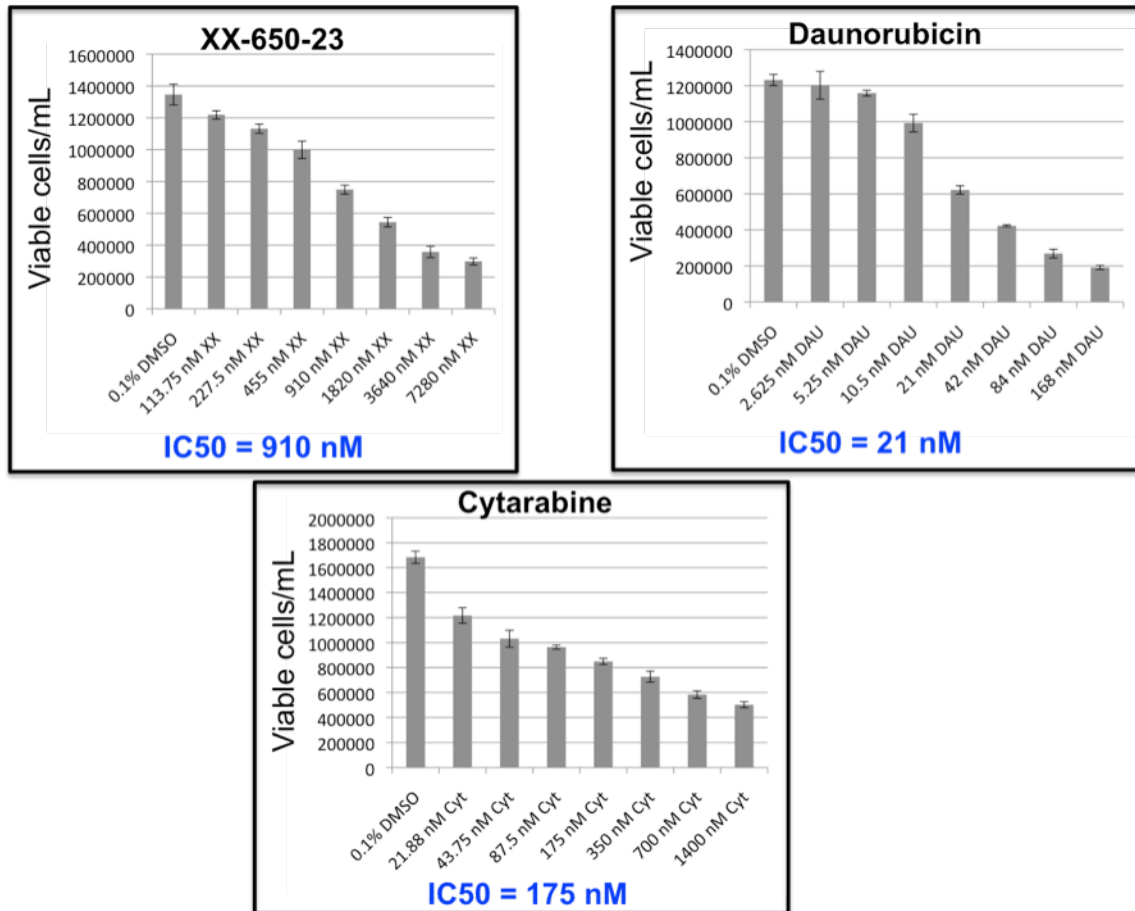 XX-650-23
Viable cells/mL
1600000
1400000
1200000
1000000
800000
600000
400000
200000
0
0.1% DMSO
113.75 nM XX
227.5 nM XX
455 nM XX
910 nM XX
1820 nM XX
3640 nM XX
7280 nM XX
IC50 = 910 nM
Daunorubicin
Viable cells/mL
1400000
1200000
1000000
800000
600000
400000
200000
0
0.1% DMSO
2.625 nM DAU
5.25 nM DAU
10.5 nM DAU
21 nM DAU
42 nM DAU
84 nM DAU
168 nM DAU
IC50 = 21 nM
Cytarabine
Viable cells/mL
2000000
1800000
1600000
1400000
1200000
1000000
800000
600000
400000
200000
0
0.1% DMSO
21.88 nM Cyt
43.75 nM Cyt
87.5 nM Cyt
175 nM Cyt
350 nM Cyt
700 nM Cyt
1400 nM Cyt
IC50 = 175 nM